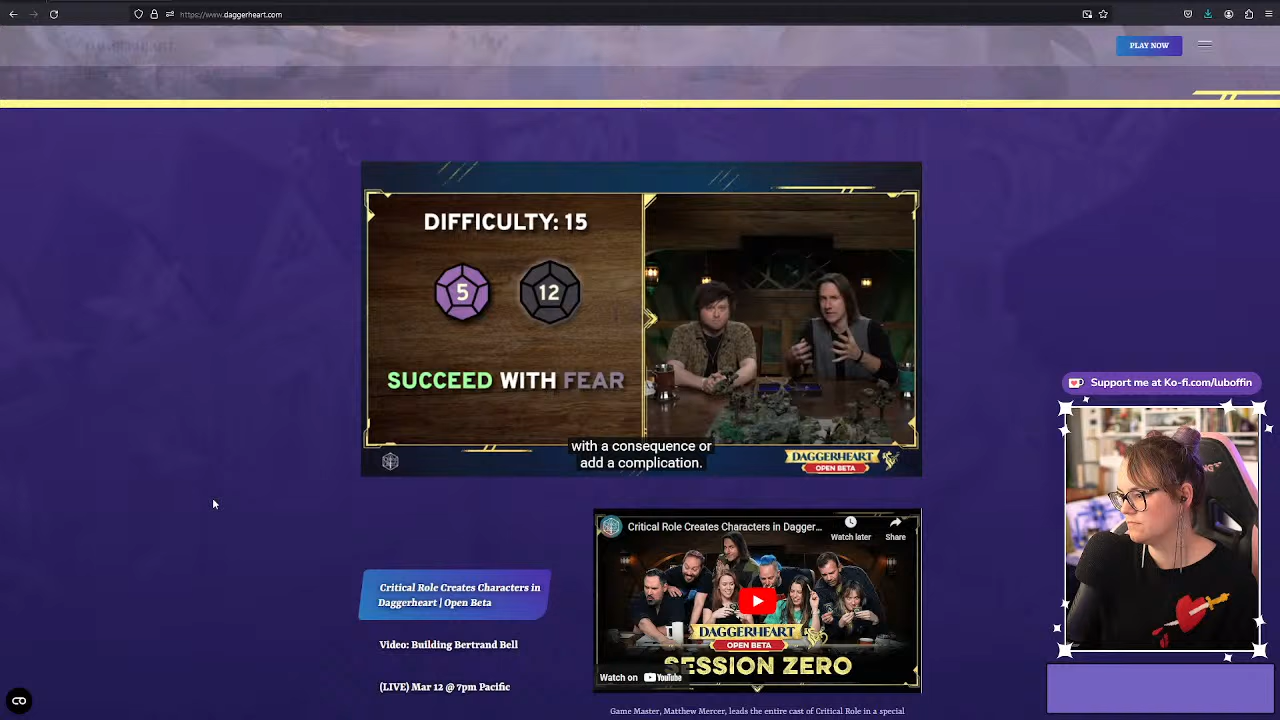 https://www.daggerheart.com
DAGGERHEART
PLAY NOW
DIFFICULTY: 15
5
12
SUCCEED WITH FEAR
with a consequence or
add a complication.
DAGGERHEART
OPEN BETA
Support me at Ko-fi.com/luboffin
Critical Role Creates Characters in Dagger...
Watch later
Share
Critical Role Creates Characters in
Daggerheart | Open Beta
DAGGERHEART
OPEN BETA
Video: Building Bertrand Bell
SESSION ZERO
Watch on YouTube
(LIVE) Mar 12 @ 7pm Pacific
Game Master, Matthew Mercer, leads the entire cast of Critical Role in a special